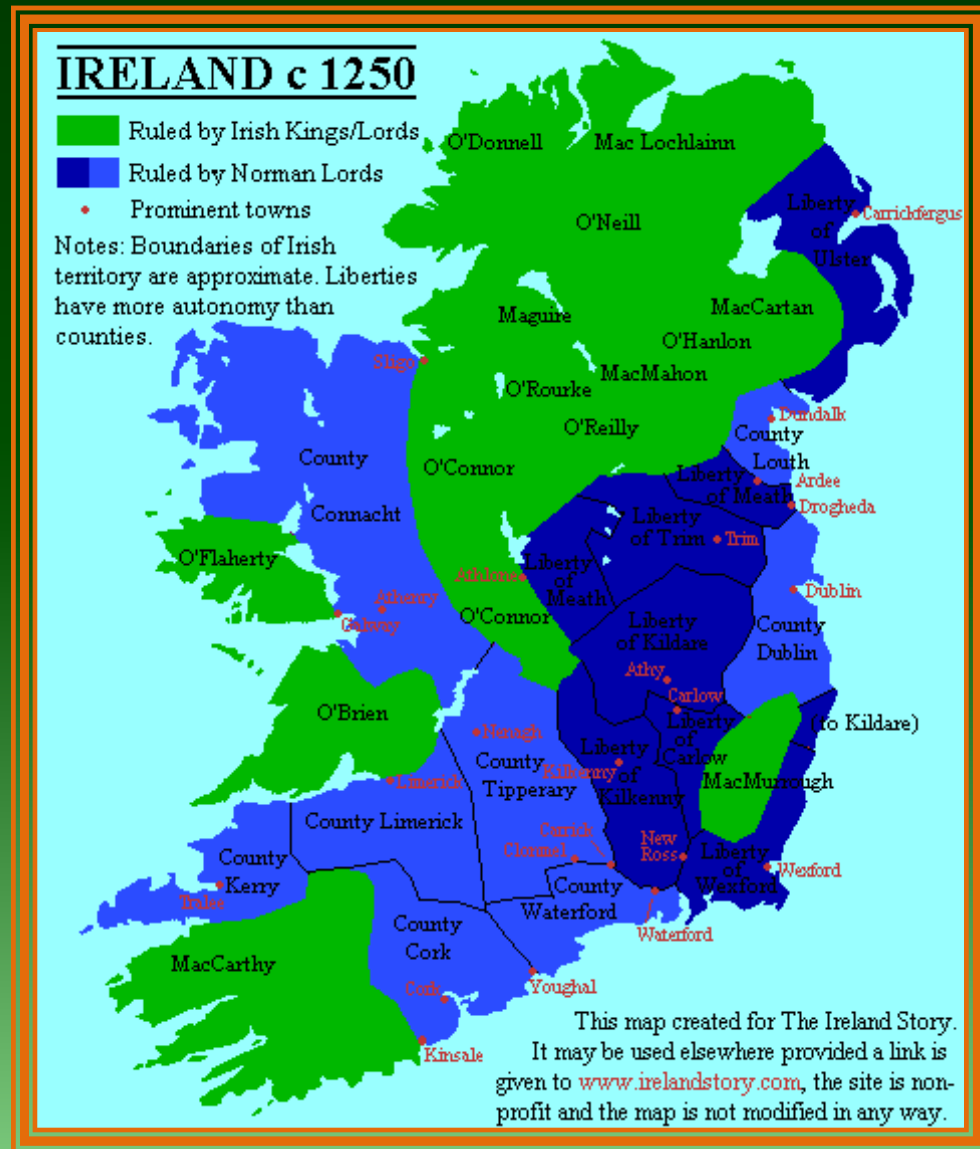 IRELAND c 1250
Ruled by Irish Kings/Lords
Ruled by Norman Lords
Prominent towns
Notes: Boundaries of Irish
territory are approximate. Liberties
have more autonomy than
counties.
O'Donnell
Mac Lochlainn
O'Neill
Liberty
of
Ulster
Carrickfergus
Maguire
MacCartan
O'Hanlon
MacMahon
Sligo
O'Rourke
O'Reilly
Dundalk
County
Louth
County
Connacht
O'Connor
Liberty
of Meath
Ardee
Drogheda
Liberty
of Trim
Trim
O'Flaherty
Athlone
Liberty
of
Meath
Dublin
Athenry
Galway
O'Connor
Liberty
of Kildare
County
Dublin
Athy
Carlow
O'Brien
Nenagh
Liberty
of
Carlow
(to Kildare)
Limerick
County
Tipperary
Kilkenny
Liberty
of
Kilkenny
MacMurrough
County Limerick
Carrick
Clonmel
New
Ross
Liberty
of
Wexford
Wexford
County
Kerry
Tralee
County
Waterford
Waterford
County
Cork
MacCarthy
Cork
Youghal
Kinsale
This map created for The Ireland Story.
It may be used elsewhere provided a link is
given to www.irelandstory.com, the site is non-
profit and the map is not modified in any way.